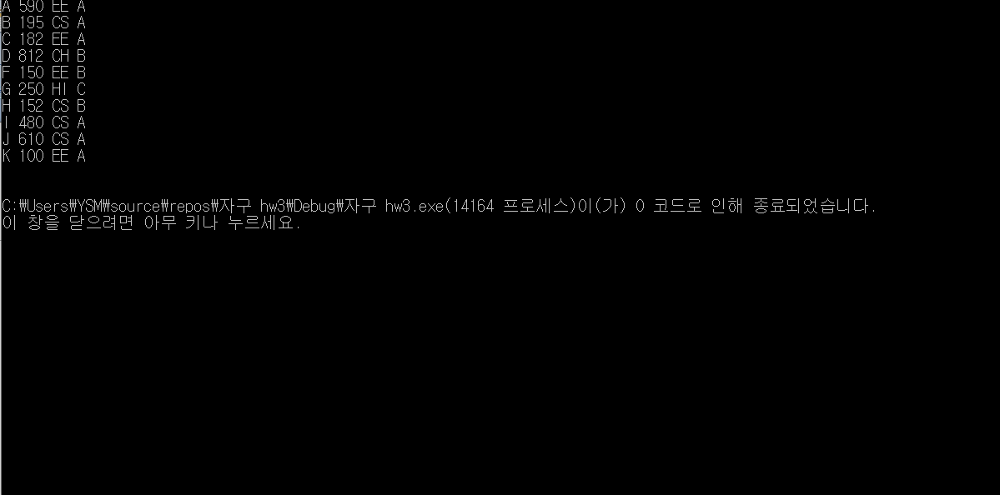 A 590 EE A
B 195 CS A
C 182 EE A
D 812 CH B
F 150 EE B
G 250 HI C
H 152 CS B
I 480 CS A
J 610 CS A
K 100 EE A
C:₩Users₩YSM₩source₩repos₩자구 hw3₩Debug₩자구 hw3.exe(14164 프로세스)이(가) 0 코드로 인해 종료되었습니다.
이 창을 닫으려면 아무 키나 누르세요.